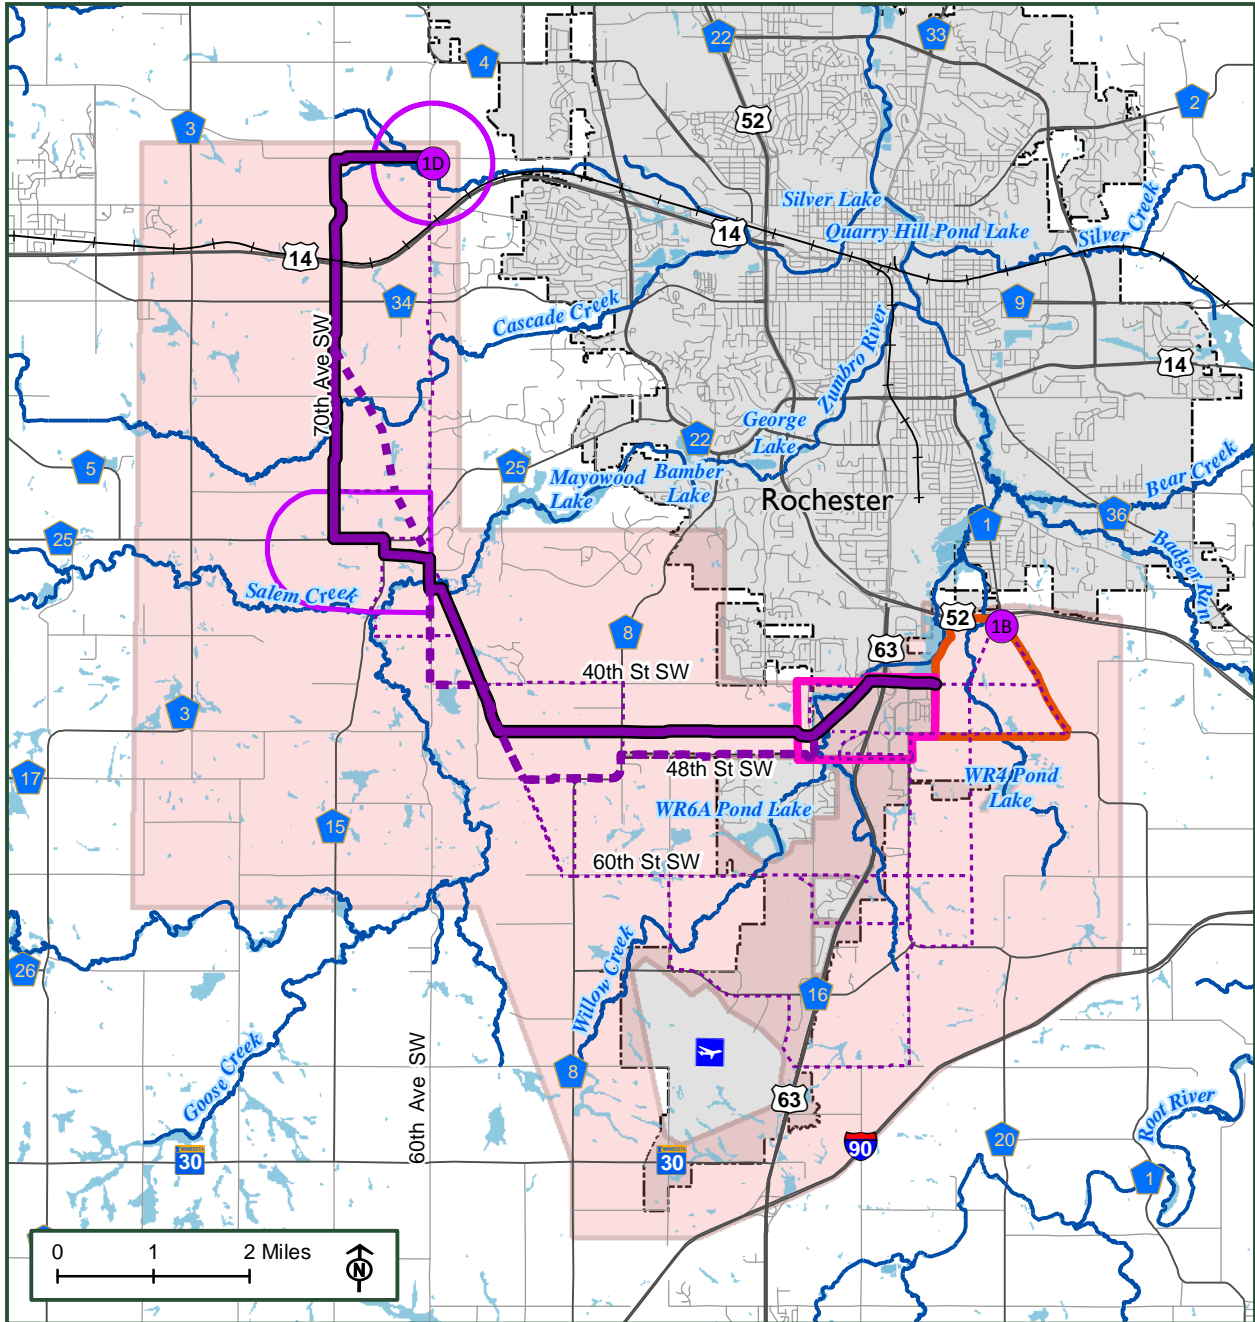 22
33
4
52
2
3
1D
Silver Lake
14
Quarry Hill Pond Lake
Silver Creek
14
34
9
Cascade Creek
70th Ave SW
Zumbro River
14
George
Lake
22
5
25
Mayowood
Lake
Bamber
Lake
Bear Creek
Rochester
36
1
25
Badger Run
Salem Creek
52
1B
8
63
40th St SW
3
17
48th St SW
WR4 Pond
Lake
WR6A Pond Lake
15
60th St SW
26
Willow Creek
16
Goose Creek
60th Ave SW
8
63
Root River
90
20
MINNESOTA
30
MINNESOTA
30
1
0 1 2 Miles
N